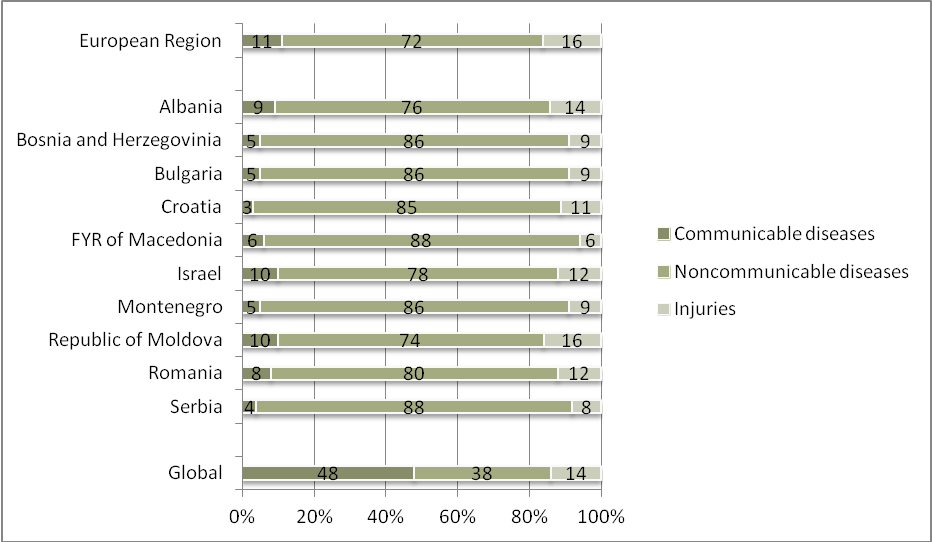 European Region 11 72 16
Albania 9 76 14
Bosnia and Herzegovina 5 86 9
Bulgaria 5 86 9
Croatia 3 85 11
FYR of Macedonia 6 88 6
Israel 10 78 12
Montenegro 5 86 9
Republic of Moldova 10 74 16
Romania 8 80 12
Serbia 4 88 8
Global 48 38 14
0% 20% 40% 60% 80% 100%
Communicable diseases
Noncommunicable diseases
Injuries